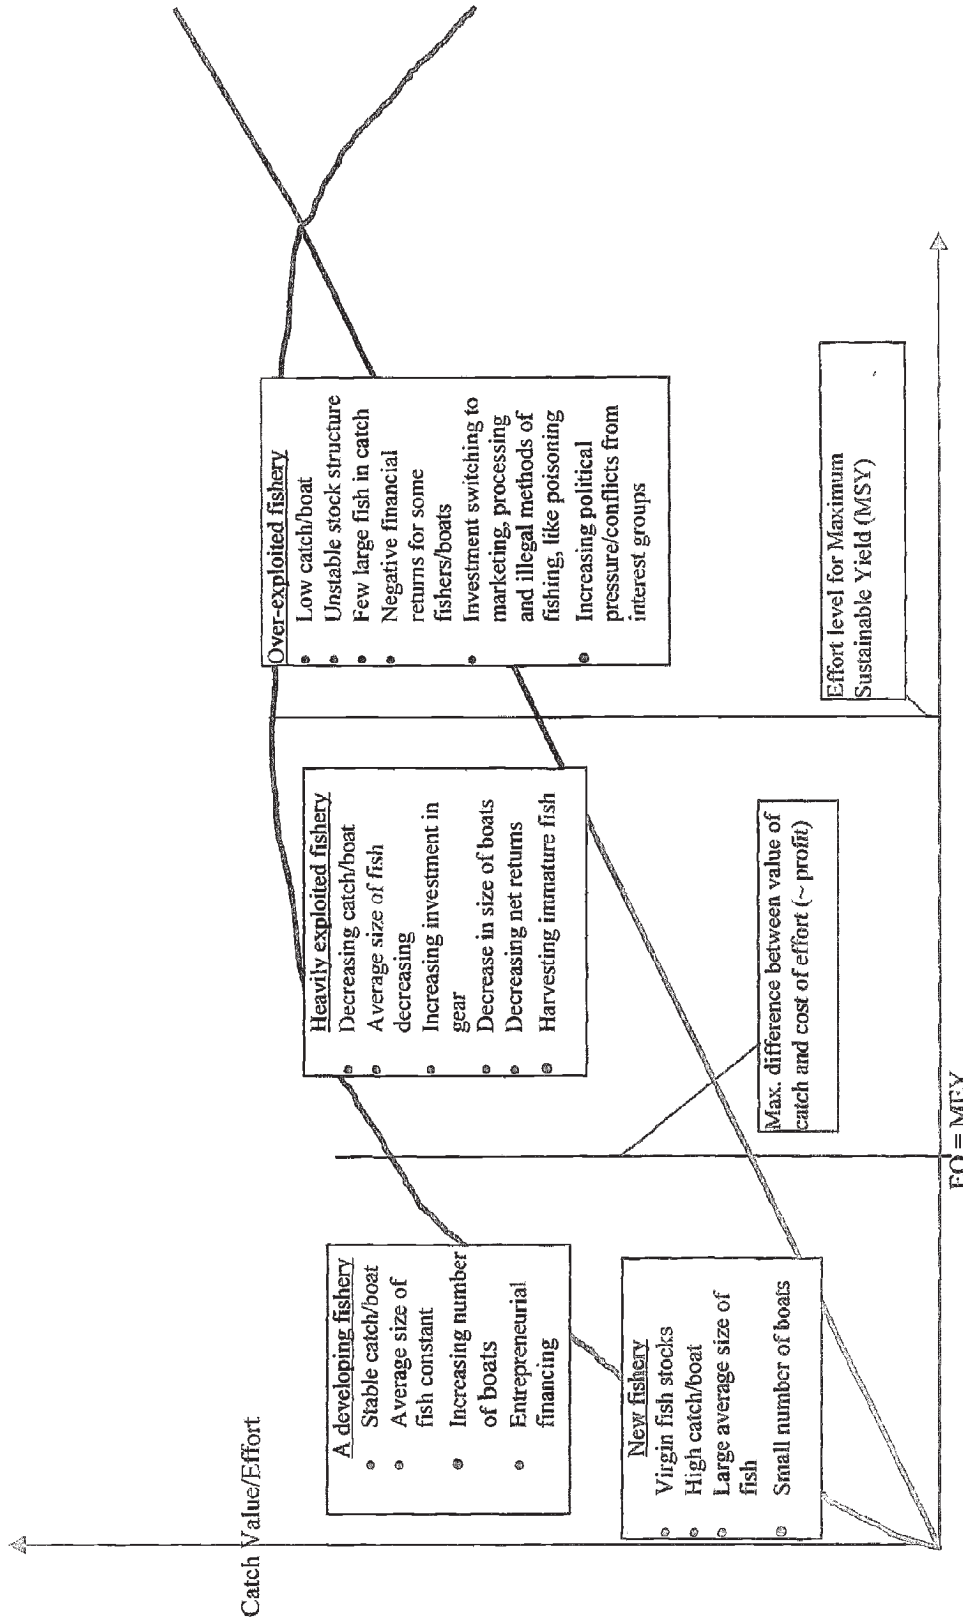 Catch Value/Effort
A developing fishery
Stable catch/boat
Average size of
fish constant
Increasing number
of boats
Entrepreneurial
financing
New fishery
Virgin fish stocks
High catch/boat
Large average size of
fish
Small number of boats
Heavily exploited fishery
Decreasing catch/boat
Average size of fish
decreasing
Increasing investment in
gear
Decrease in size of boats
Decreasing net returns
Harvesting immature fish
Max. difference between value of
catch and cost of effort (~ profit)
Over-exploited fishery
Low catch/boat
Unstable stock structure
Few large fish in catch
Negative financial
returns for some
fishers/boats
Investment switching to
marketing, processing
and illegal methods of
fishing, like poisoning
Increasing political
pressure/conflicts from
interest groups
Effort level for Maximum
Sustainable Yield (MSY)
= MEY